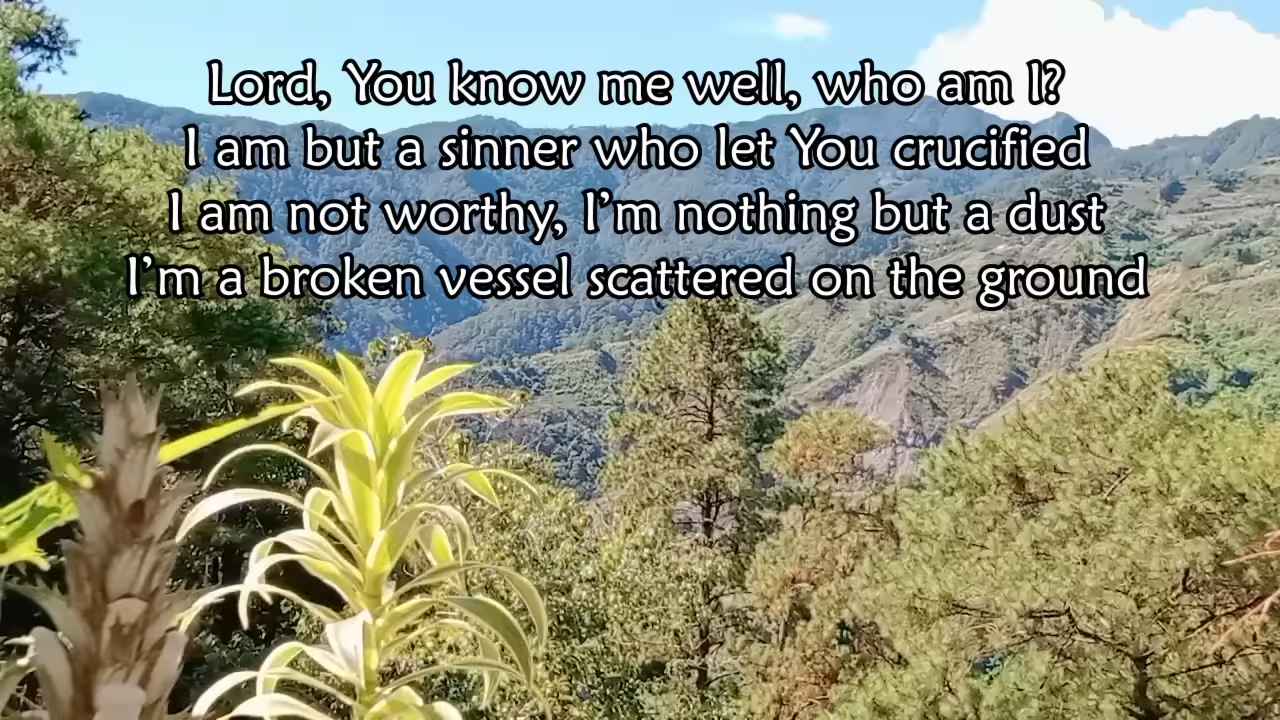 Lord, You know me well, who am I?
I am but a sinner who let You crucified
I am not worthy, I'm nothing but a dust
I'm a broken vessel scattered on the ground